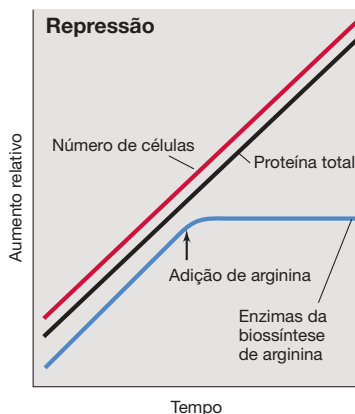 Repressão
Número de células
Proteína total
Aumento relativo
Adição de arginina
Enzimas da
biossíntese
de arginina
Tempo